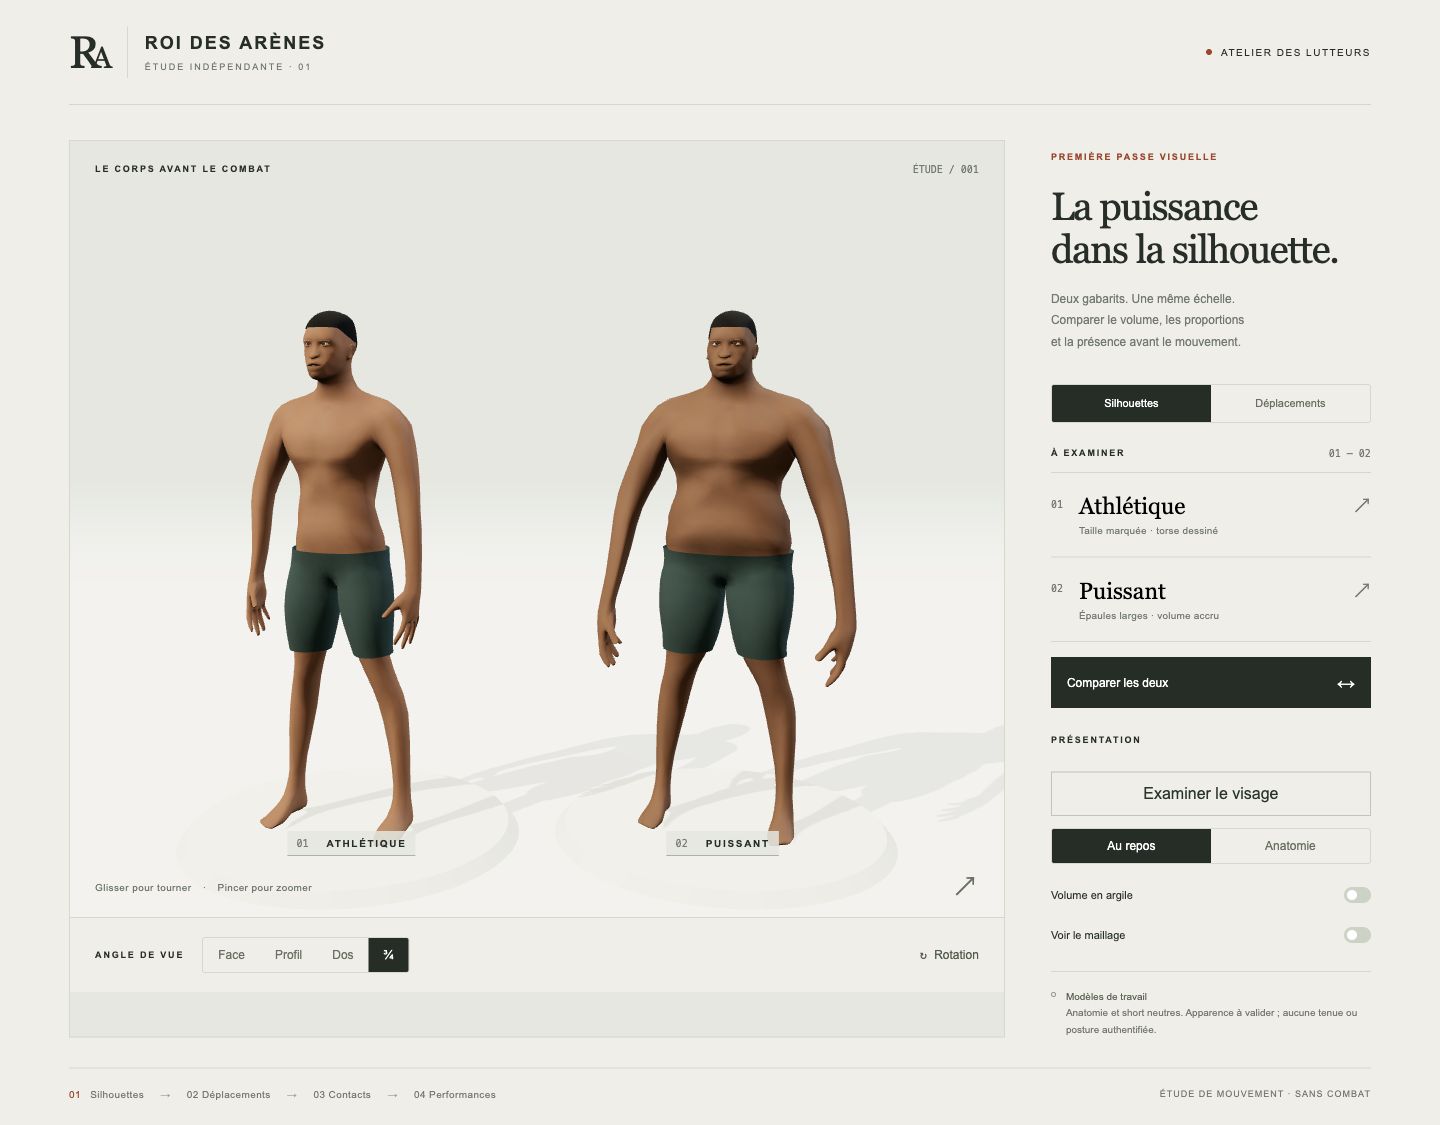 RA
ROI DES ARÈNES
ÉTUDE INDÉPENDANTE · 01
ATELIER DES LUTTEURS
LE CORPS AVANT LE COMBAT
ÉTUDE / 001
01 ATHLÉTIQUE
02 PUISSANT
Glisser pour tourner · Pincer pour zoomer
ANGLE DE VUE
Face
Profil
Dos
¾
↻ Rotation
PREMIÈRE PASSE VISUELLE
La puissance
dans la silhouette.
Deux gabarits. Une même échelle.
Comparer le volume, les proportions
et la présence avant le mouvement.
Silhouettes
Déplacements
À EXAMINER
01 — 02
01 Athlétique
Taille marquée · torse dessiné
02 Puissant
Épaules larges · volume accru
Comparer les deux
PRÉSENTATION
Examiner le visage
Au repos
Anatomie
Volume en argile
Voir le maillage
Modèles de travail
Anatomie et short neutres. Apparence à valider ; aucune tenue ou
posture authentifiée.
01 Silhouettes → 02 Déplacements → 03 Contacts → 04 Performances
ÉTUDE DE MOUVEMENT · SANS COMBAT